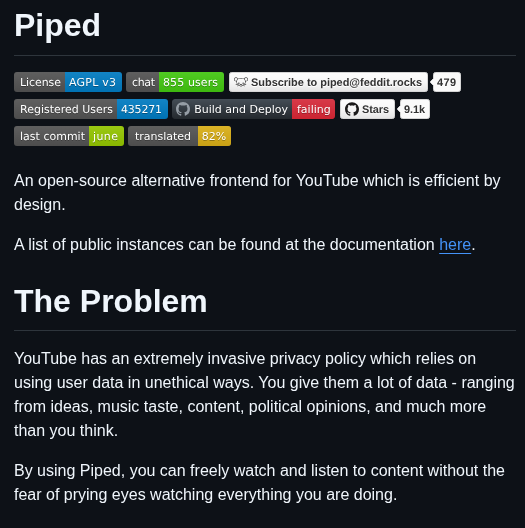 Piped
License AGPL v3 chat 855 users Subscribe to piped@feddit.rocks 479
Registered Users 435271 Build and Deploy failing Stars 9.1k
last commit june translated 82%
An open-source alternative frontend for YouTube which is efficient by
design.
A list of public instances can be found at the documentation here.
The Problem
YouTube has an extremely invasive privacy policy which relies on
using user data in unethical ways. You give them a lot of data - ranging
from ideas, music taste, content, political opinions, and much more
than you think.
By using Piped, you can freely watch and listen to content without the
fear of prying eyes watching everything you are doing.